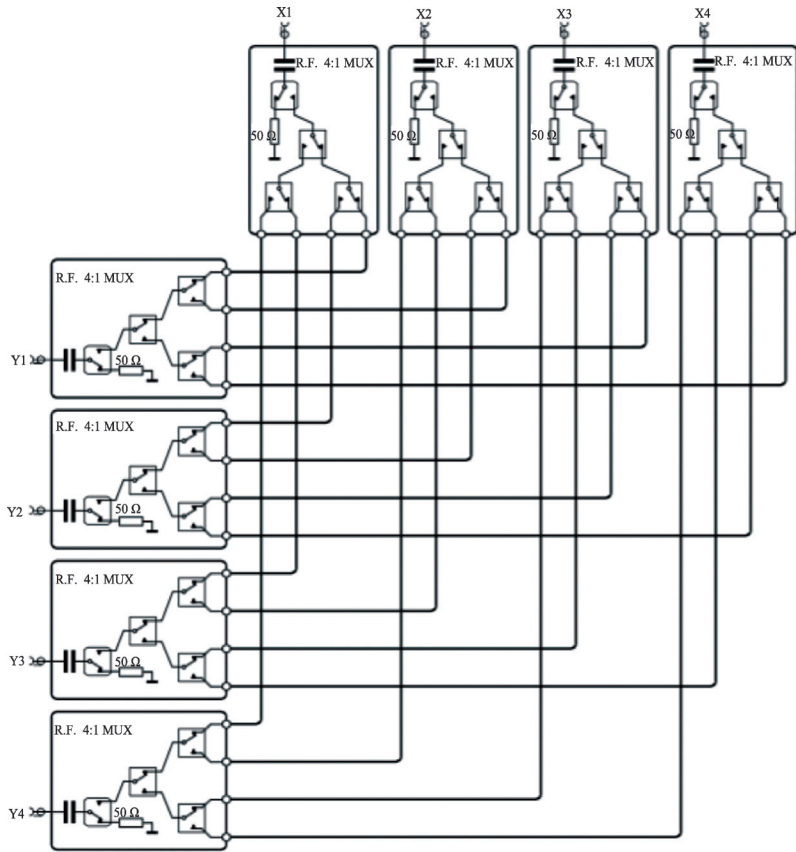 X1 X2 X3 X4
R.F. 4:1 MUX R.F. 4:1 MUX R.F. 4:1 MUX R.F. 4:1 MUX
50 Ω 50 Ω 50 Ω 50 Ω
R.F. 4:1 MUX
Y1 50 Ω
R.F. 4:1 MUX
Y2 50 Ω
R.F. 4:1 MUX
Y3 50 Ω
R.F. 4:1 MUX
Y4 50 Ω